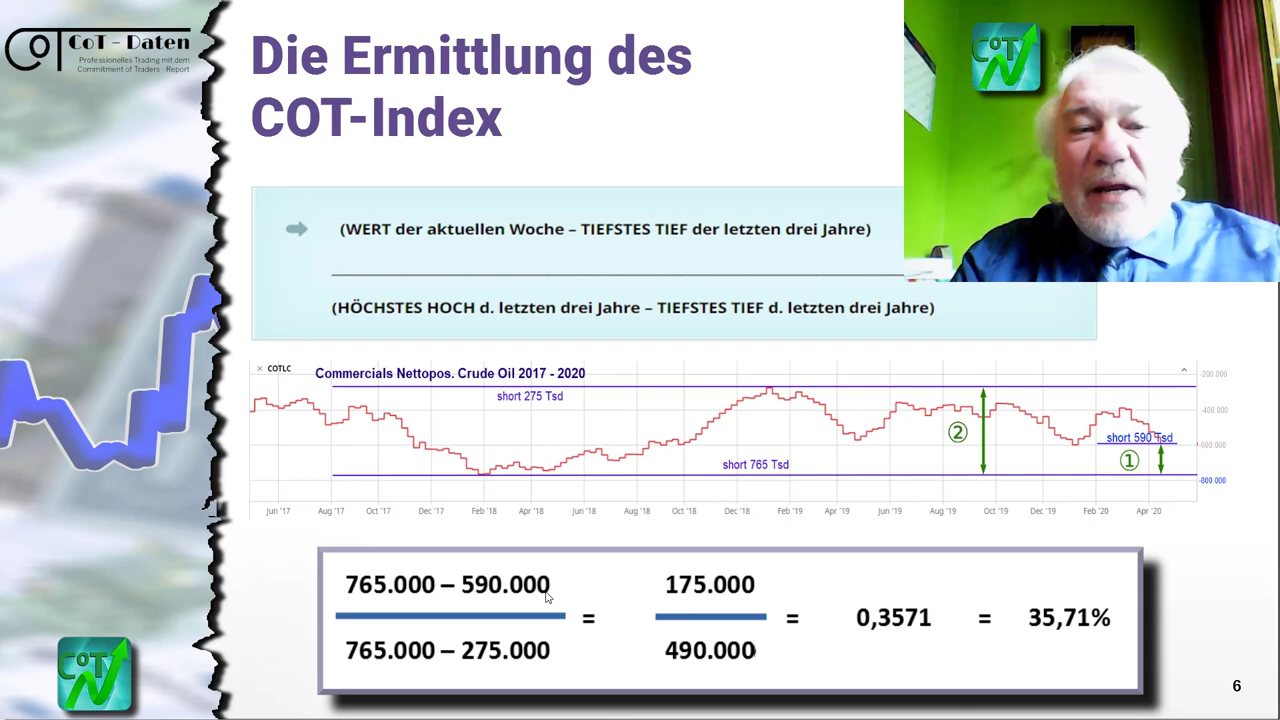 CoT
CoT – Daten
Professionelles Trading mit dem
Commitment of Traders - Report
Die Ermittlung des
COT-Index
CoT
(WERT der aktuellen Woche – TIEFSTES TIEF der letzten drei Jahre)
(HÖCHSTES HOCH d. letzten drei Jahre – TIEFSTES TIEF d. letzten drei Jahre)
× COTLC
Commercials Nettopos. Crude Oil 2017 - 2020
short 275 Tsd
short 590 Tsd
short 765 Tsd
② ①
-200.000
-400.000
-600.000
-800.000
Jun '17 Aug '17 Oct '17 Dec '17 Feb '18 Apr '18 Jun '18 Aug '18 Oct '18 Dec '18 Feb '19 Apr '19 Jun '19 Aug '19 Oct '19 Dec '19 Feb '20 Apr '20
765.000 – 590.000
765.000 – 275.000
=
175.000
490.000
= 0,3571 = 35,71%
CoT
6